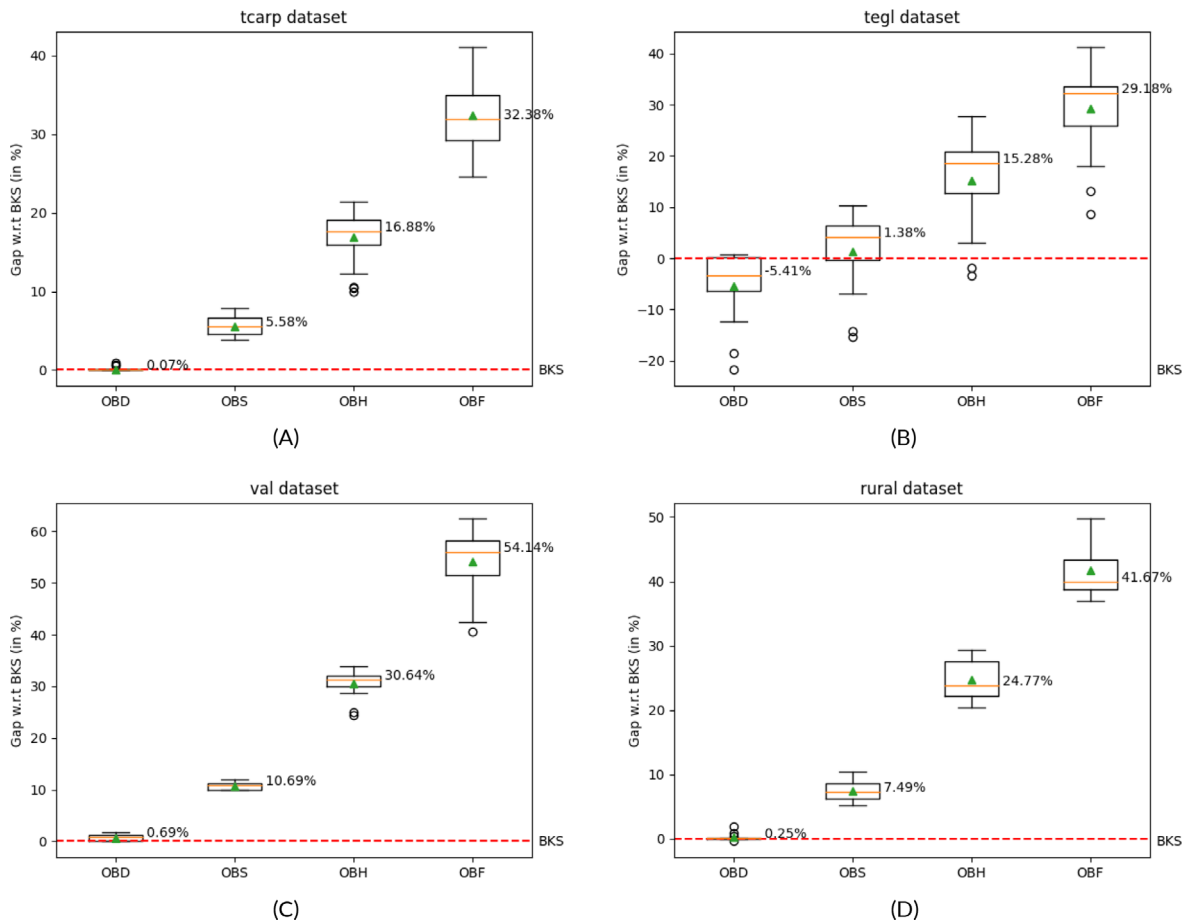 tcarp dataset
Gap w.r.t BKS (in %)
40
30
20
10
0
0.07%
5.58%
16.88%
32.38%
BKS
OBD OBS OBH OBF
(A)
tegl dataset
Gap w.r.t BKS (in %)
40
30
20
10
0
−10
−20
-5.41%
1.38%
15.28%
29.18%
BKS
OBD OBS OBH OBF
(B)
val dataset
Gap w.r.t BKS (in %)
60
50
40
30
20
10
0
0.69%
10.69%
30.64%
54.14%
BKS
OBD OBS OBH OBF
(C)
rural dataset
Gap w.r.t BKS (in %)
50
40
30
20
10
0
0.25%
7.49%
24.77%
41.67%
BKS
OBD OBS OBH OBF
(D)